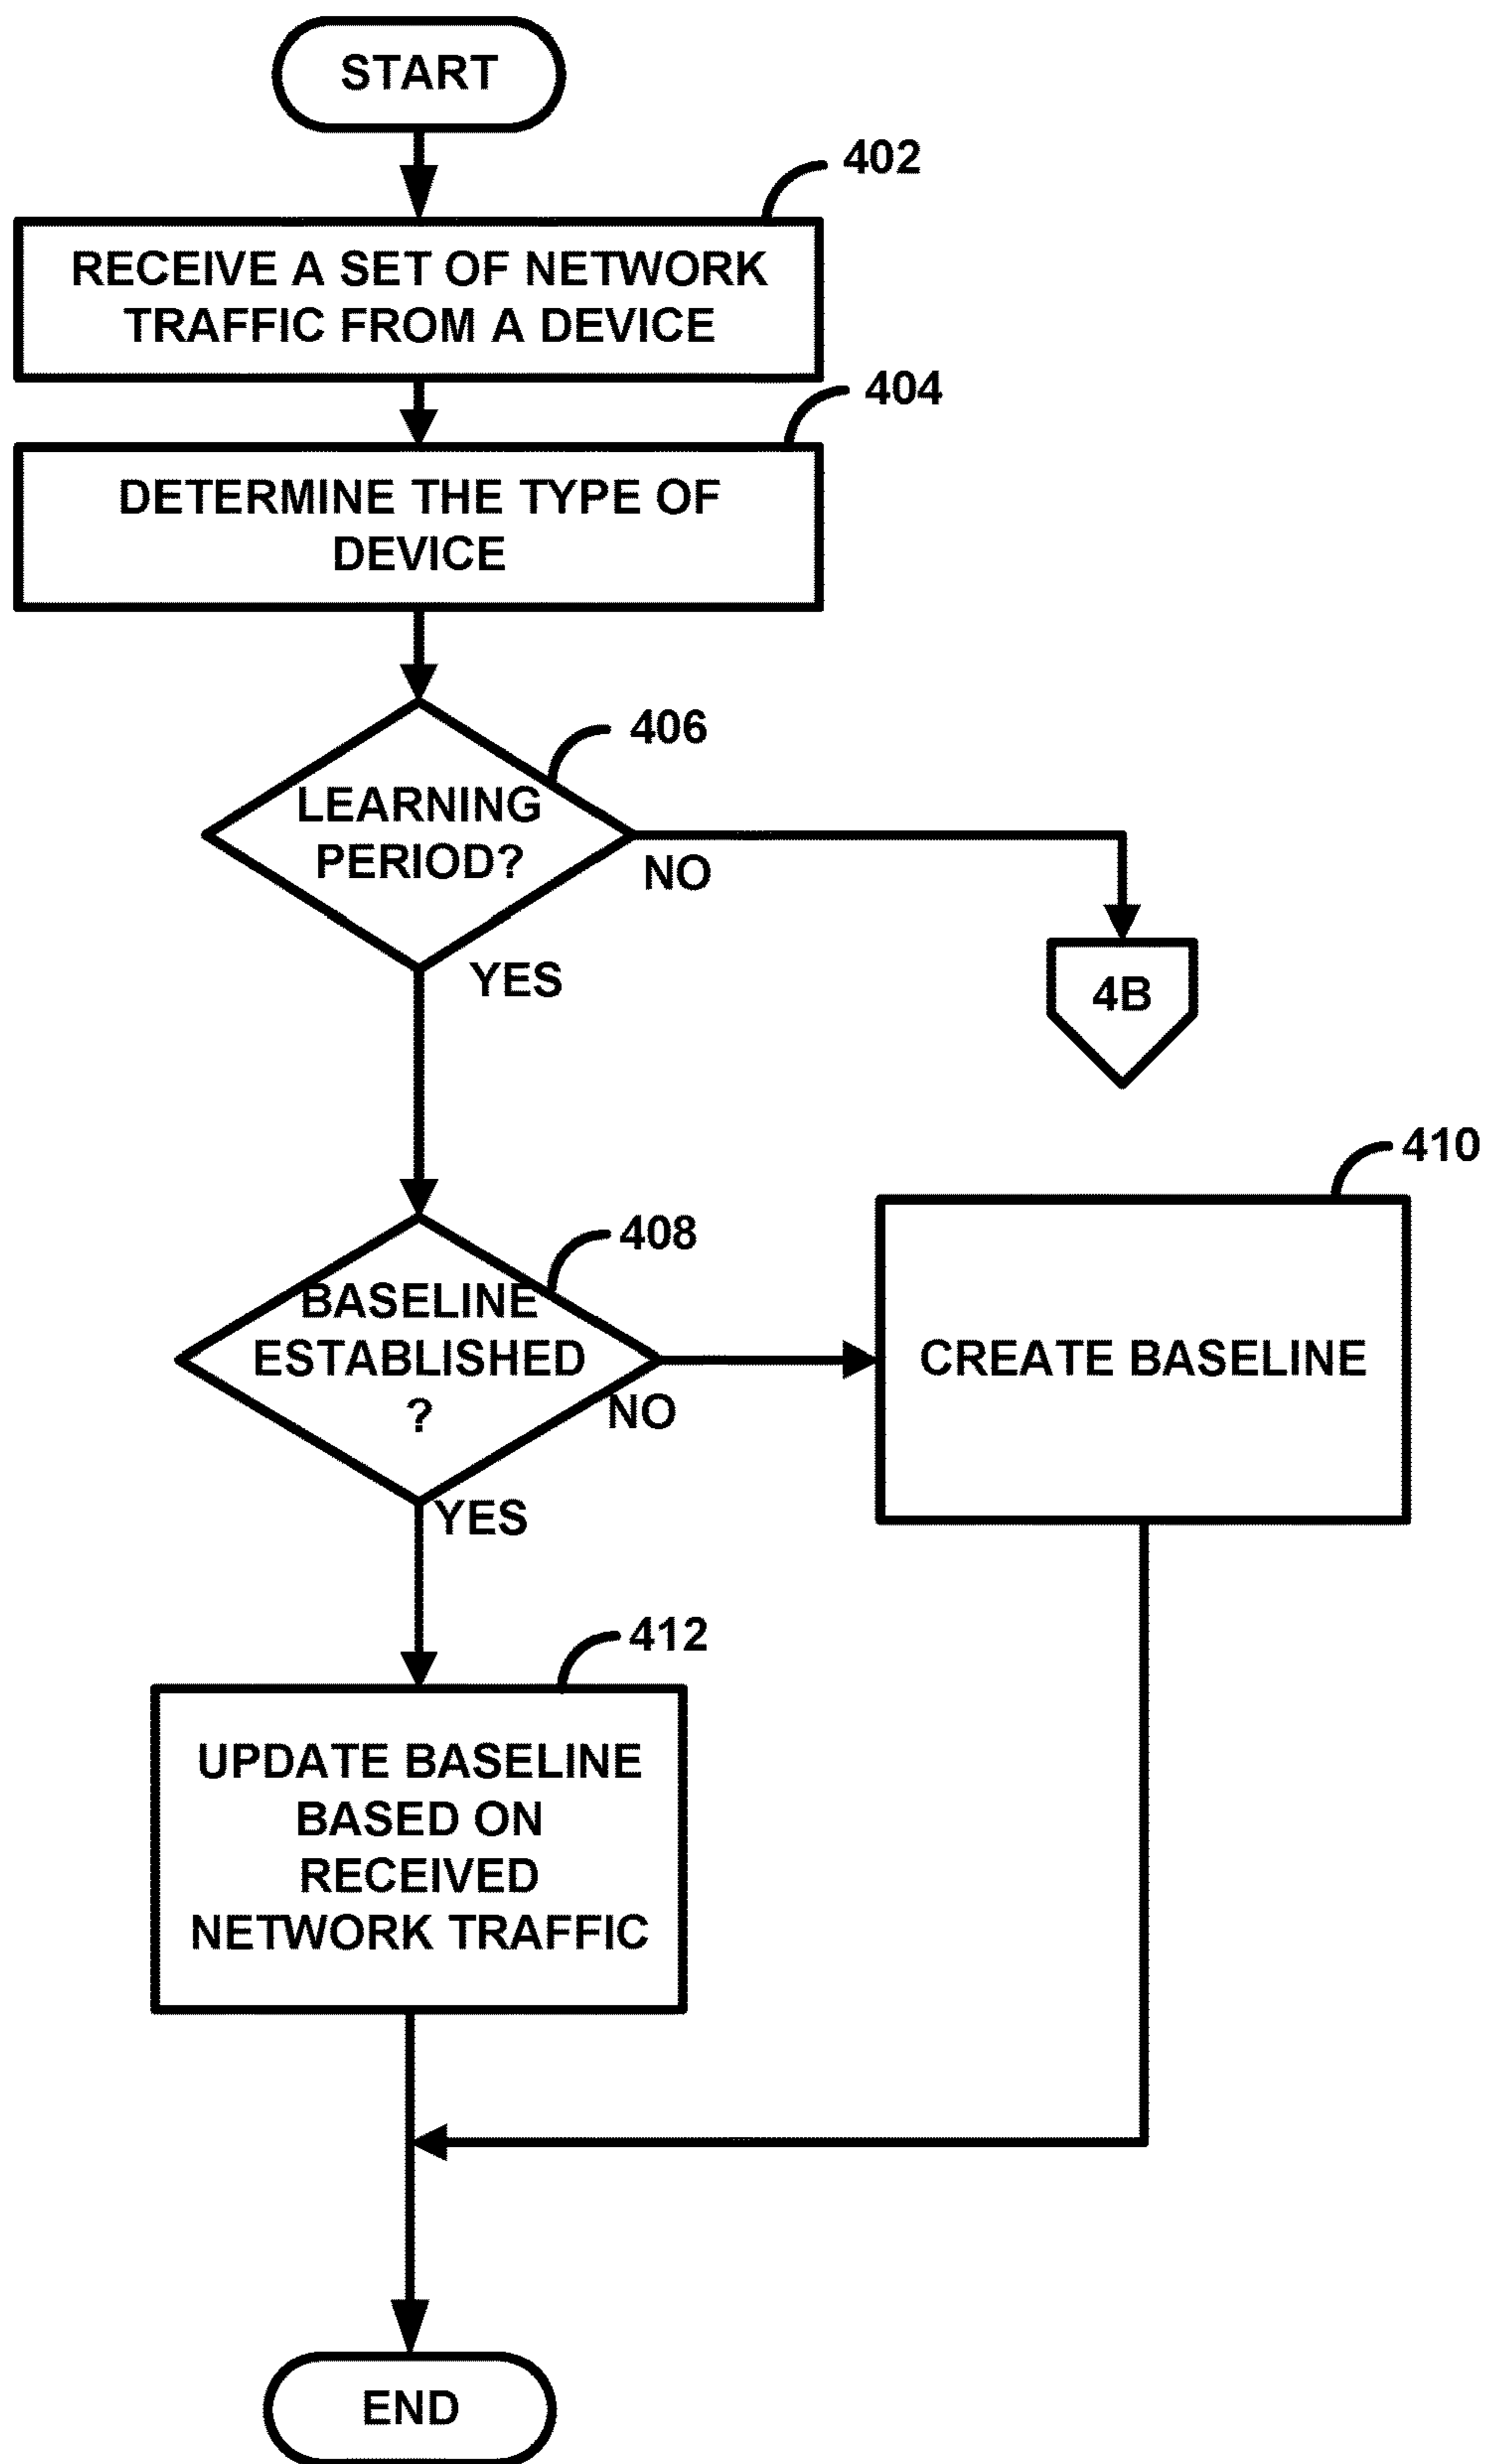 START
402
RECEIVE A SET OF NETWORK
TRAFFIC FROM A DEVICE
404
DETERMINE THE TYPE OF
DEVICE
406
LEARNING
PERIOD?
NO
YES
4B
410
408
BASELINE
ESTABLISHED
?
NO
CREATE BASELINE
YES
412
UPDATE BASELINE
BASED ON
RECEIVED
NETWORK TRAFFIC
END